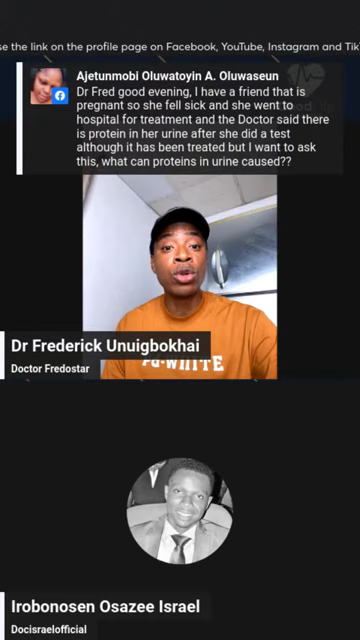 se the link on the profile page on Facebook, YouTube, Instagram and Tik
Ajetunmobi Oluwatoyin A. Oluwaseun
Dr Fred good evening, I have a friend that is
pregnant so she fell sick and she went to
hospital for treatment and the Doctor said there
is protein in her urine after she did a test
although it has been treated but I want to ask
this, what can proteins in urine caused??
Dr Frederick Unuigbokhai
Doctor Fredostar
Irobonosen Osazee Israel
Docisraelofficial